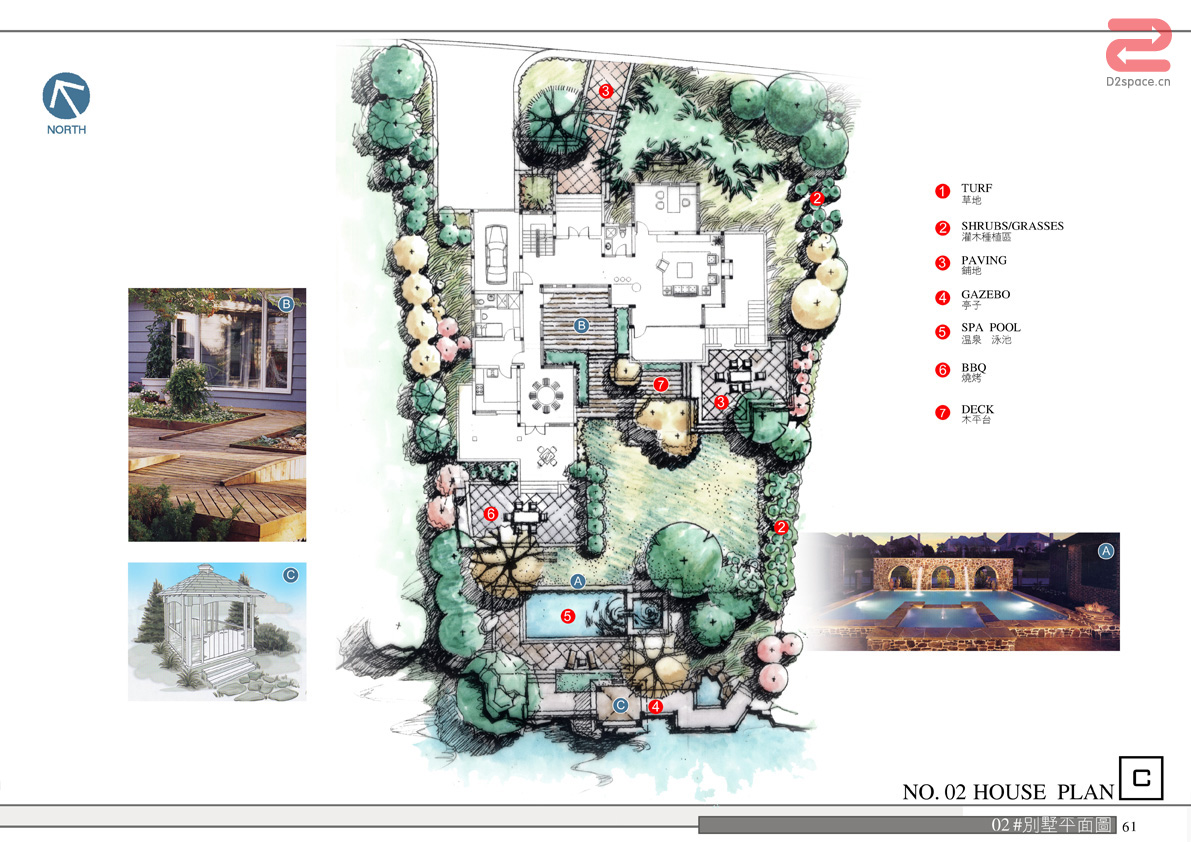 D2space.cn
NORTH
3
2
1 TURF
草地
2 SHRUBS/GRASSES
灌木種植區
3 PAVING
鋪地
4 GAZEBO
亭子
5 SPA POOL
温泉 泳池
6 BBQ
燒烤
7 DECK
木平台
B
B
7
3
6
2
A
A
C
5
C
4
NO. 02 HOUSE PLAN C
02#別墅平面圖 61